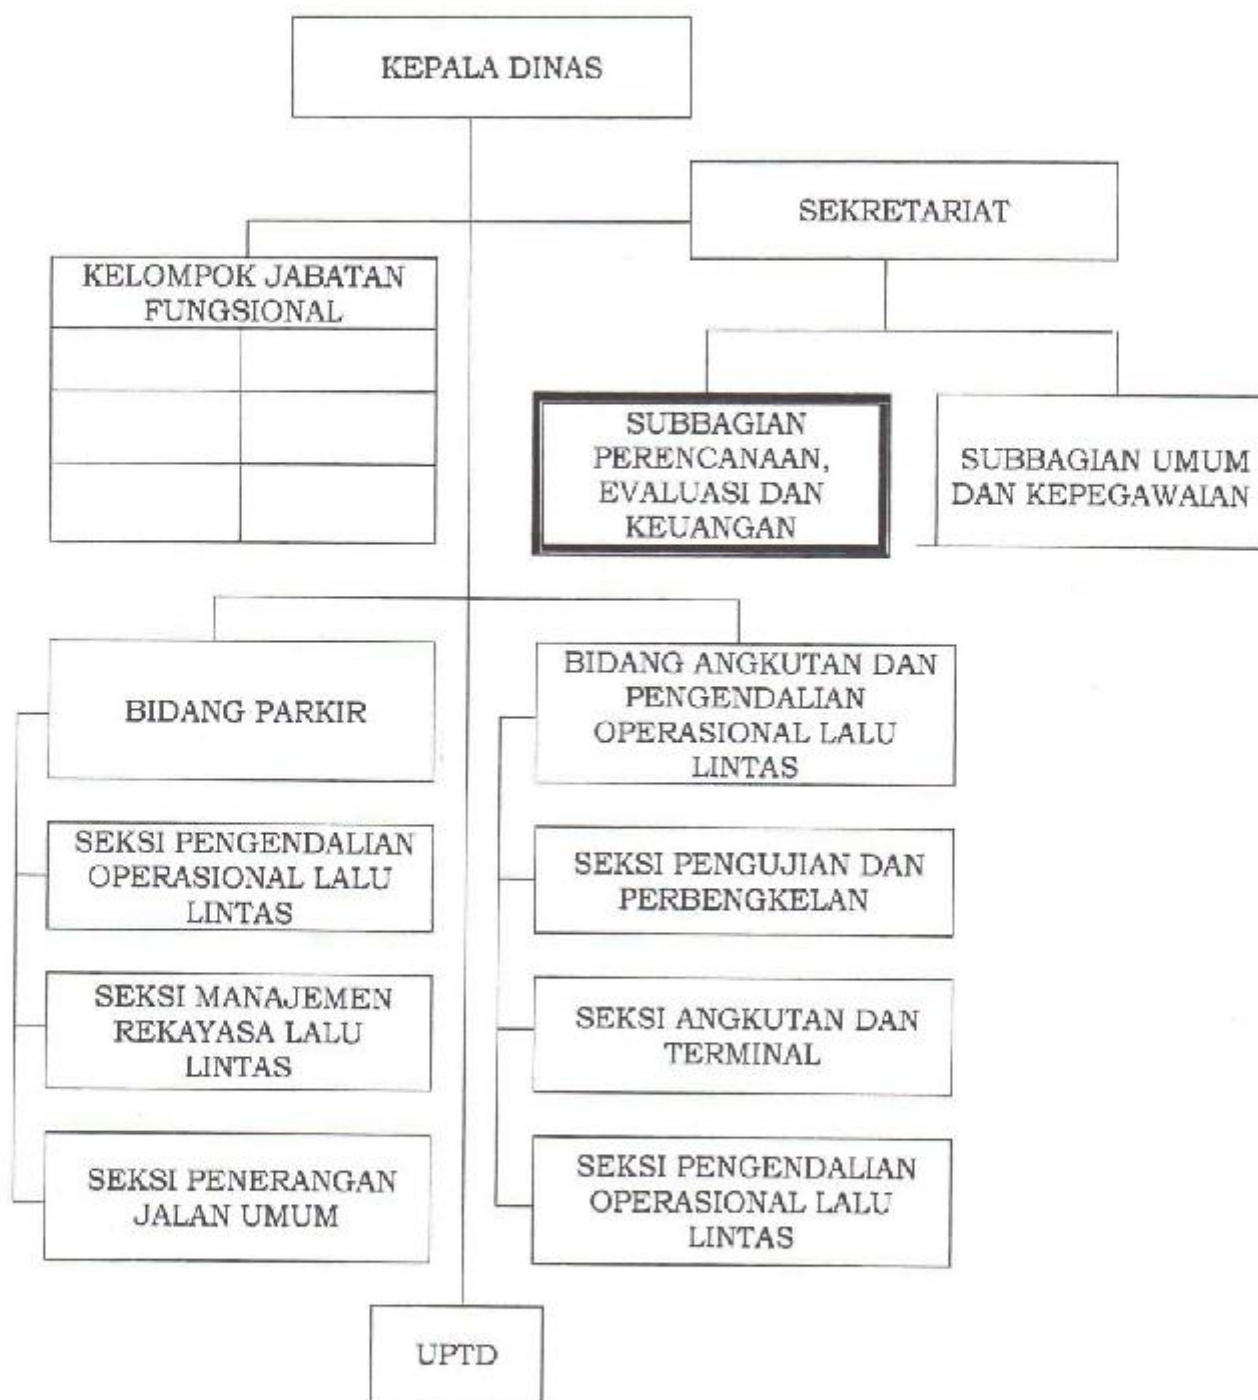 KEPALA DINAS
SEKRETARIAT
KELOMPOK JABATAN
FUNGSIONAL
SUBBAGIAN
PERENCANAAN,
EVALUASI DAN
KEUANGAN
SUBBAGIAN UMUM
DAN KEPEGAWAIAN
BIDANG PARKIR
SEKSI PENGENDALIAN
OPERASIONAL LALU
LINTAS
SEKSI MANAJEMEN
REKAYASA LALU
LINTAS
SEKSI PENERANGAN
JALAN UMUM
BIDANG ANGKUTAN DAN
PENGENDALIAN
OPERASIONAL LALU
LINTAS
SEKSI PENGUJIAN DAN
PERBENGKELAN
SEKSI ANGKUTAN DAN
TERMINAL
SEKSI PENGENDALIAN
OPERASIONAL LALU
LINTAS
UPTD